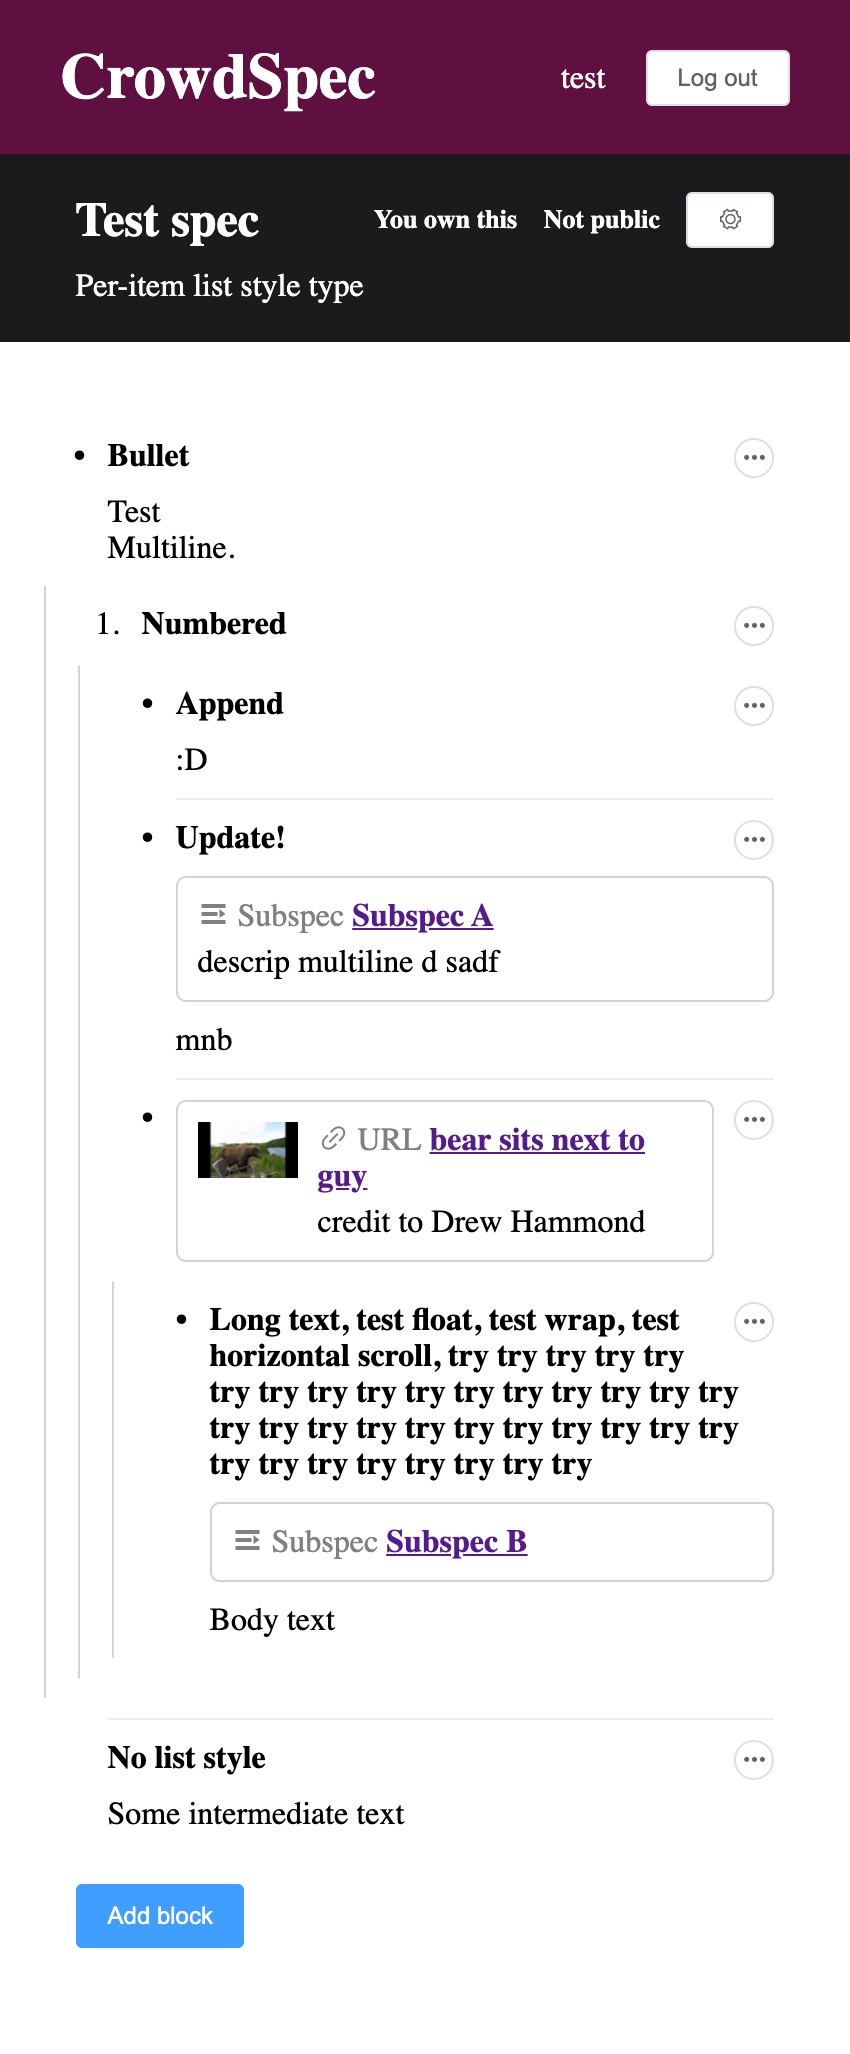 CrowdSpec
test
Log out
Test spec
You own this
Not public
Per-item list style type
• Bullet
Test
Multiline.
1. Numbered
• Append
:D
• Update!
Subspec Subspec A
descrip multiline d sadf
mnb
• URL bear sits next to
guy
credit to Drew Hammond
• Long text, test float, test wrap, test
horizontal scroll, try try try try try
try try try try try try try try try try try
try try try try try try try try try try try
try try try try try try try try
Subspec Subspec B
Body text
No list style
Some intermediate text
Add block